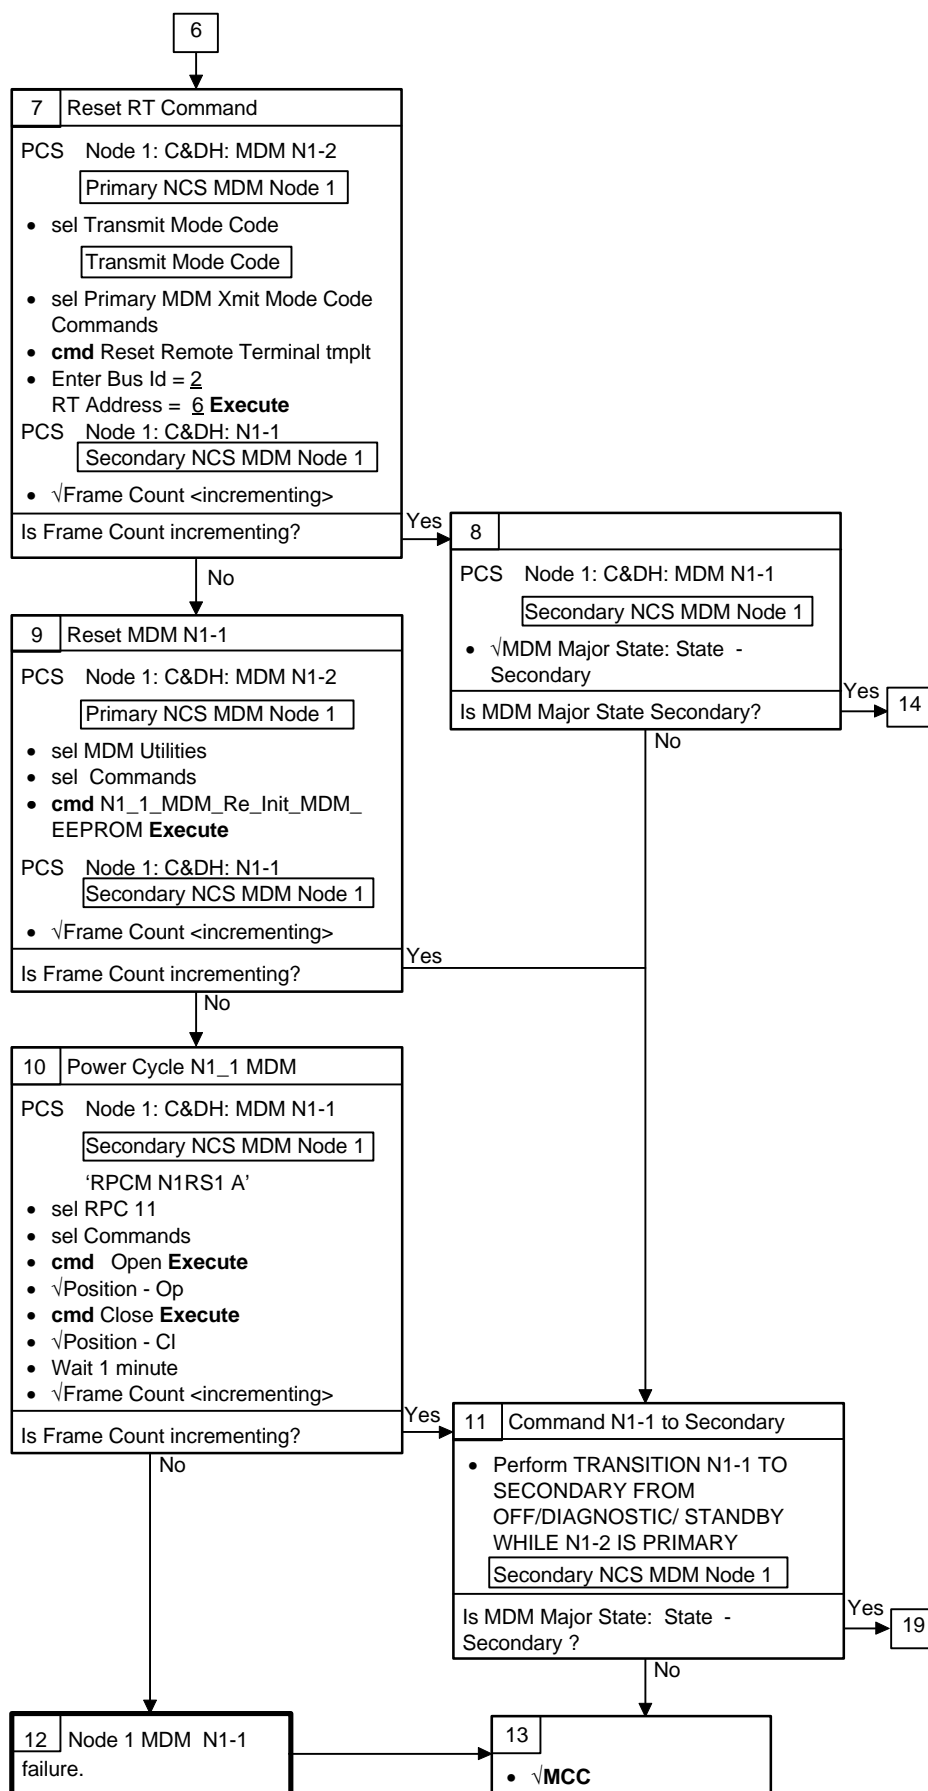 6
7 Reset RT Command
PCS Node 1: C&DH: MDM N1-2
Primary NCS MDM Node 1
• sel Transmit Mode Code
Transmit Mode Code
• sel Primary MDM Xmit Mode Code
Commands
• cmd Reset Remote Terminal tmplt
• Enter Bus Id = 2
RT Address = 6 Execute
PCS Node 1: C&DH: N1-1
Secondary NCS MDM Node 1
• √Frame Count <incrementing>
Is Frame Count incrementing?
Yes
No
8
PCS Node 1: C&DH: MDM N1-1
Secondary NCS MDM Node 1
• √MDM Major State: State -
Secondary
Is MDM Major State Secondary?
Yes
14
No
9 Reset MDM N1-1
PCS Node 1: C&DH: MDM N1-2
Primary NCS MDM Node 1
• sel MDM Utilities
• sel Commands
• cmd N1_1_MDM_Re_Init_MDM_
EEPROM Execute
PCS Node 1: C&DH: N1-1
Secondary NCS MDM Node 1
• √Frame Count <incrementing>
Is Frame Count incrementing?
Yes
No
10 Power Cycle N1_1 MDM
PCS Node 1: C&DH: MDM N1-1
Secondary NCS MDM Node 1
‘RPCM N1RS1 A’
• sel RPC 11
• sel Commands
• cmd Open Execute
• √Position - Op
• cmd Close Execute
• √Position - Cl
• Wait 1 minute
• √Frame Count <incrementing>
Is Frame Count incrementing?
Yes
No
11 Command N1-1 to Secondary
• Perform TRANSITION N1-1 TO
SECONDARY FROM
OFF/DIAGNOSTIC/ STANDBY
WHILE N1-2 IS PRIMARY
Secondary NCS MDM Node 1
Is MDM Major State: State -
Secondary ?
Yes
19
No
12 Node 1 MDM N1-1
failure.
13
• √MCC